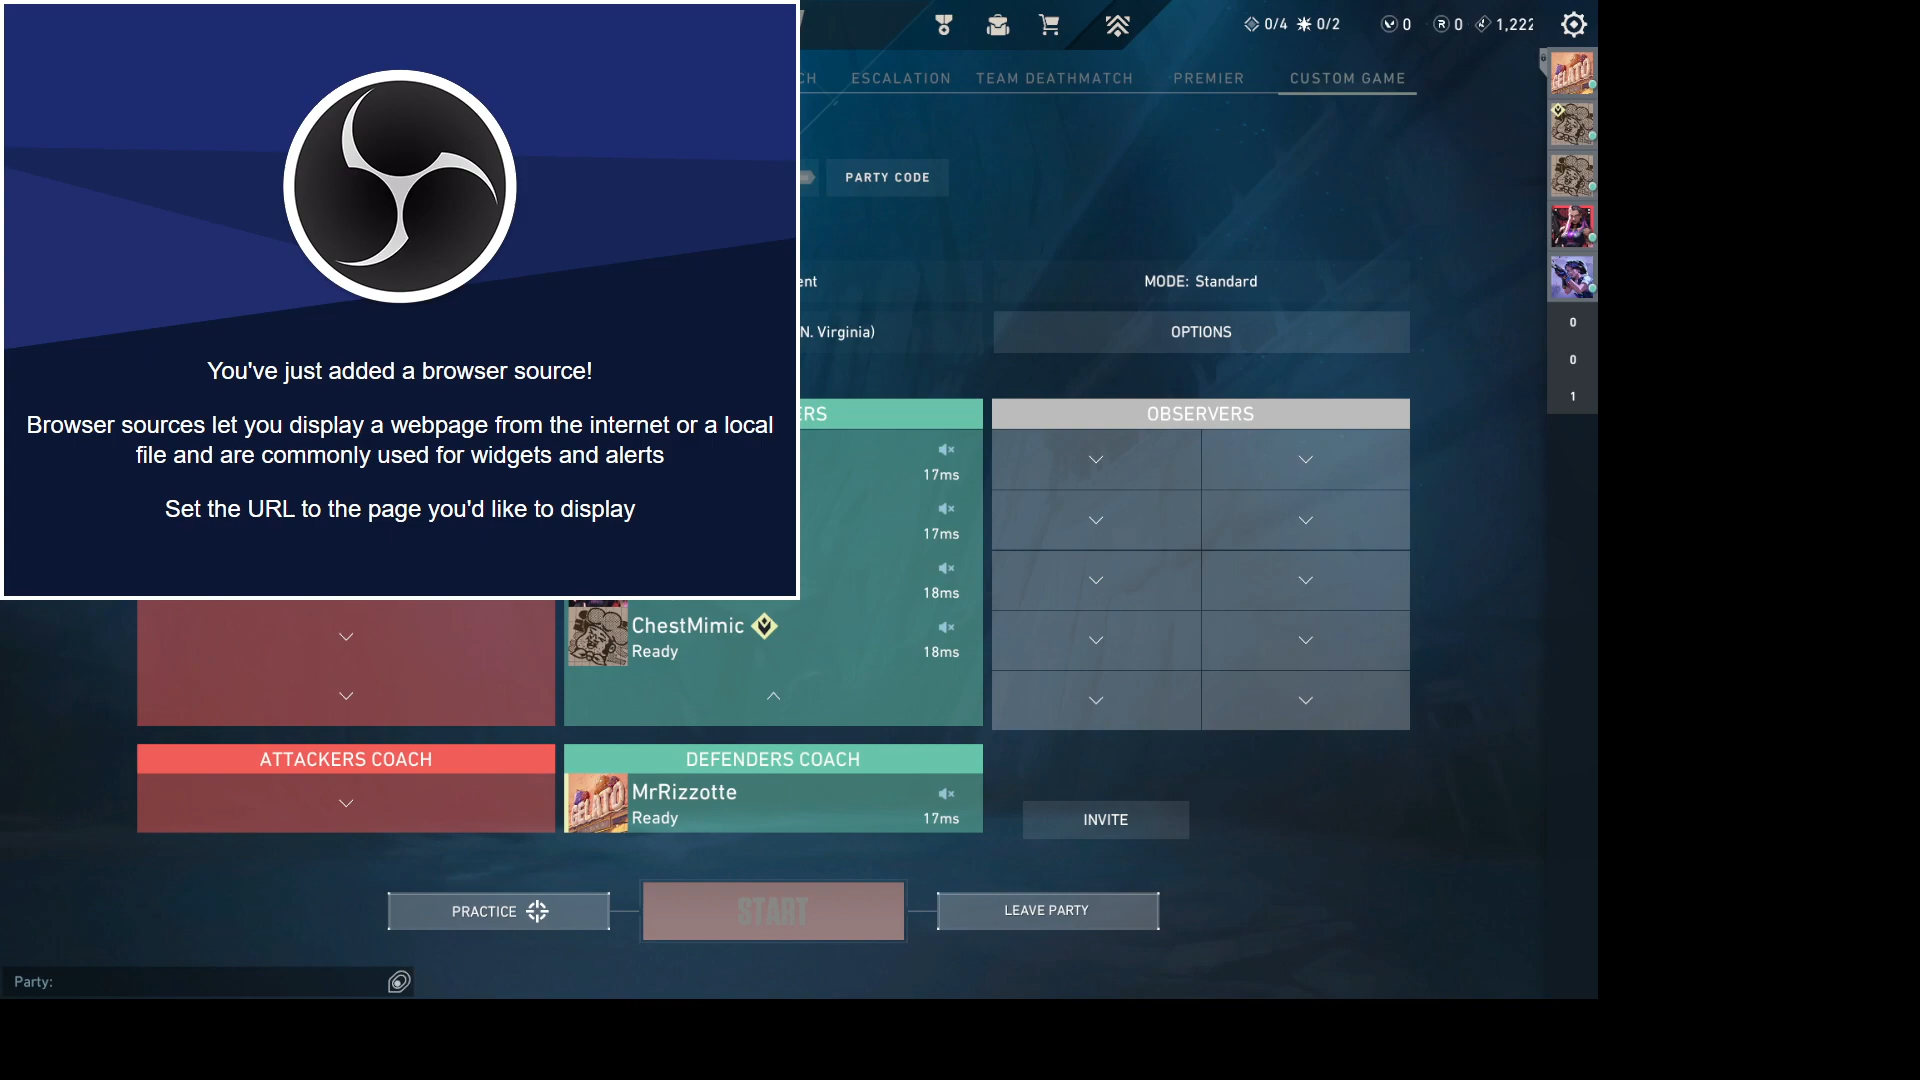 0/4 0/2 0 0 1,222
CH ESCALATION TEAM DEATHMATCH PREMIER CUSTOM GAME
PARTY CODE
You've just added a browser source!
Browser sources let you display a webpage from the internet or a local
file and are commonly used for widgets and alerts
Set the URL to the page you'd like to display
ent
MODE: Standard
N. Virginia)
OPTIONS
0
0
1
ERS
OBSERVERS
17ms
17ms
18ms
ChestMimic
Ready
18ms
ATTACKERS COACH
DEFENDERS COACH
GELATO
MrRizzotte
Ready
17ms
INVITE
PRACTICE
START
LEAVE PARTY
Party:
GELATO